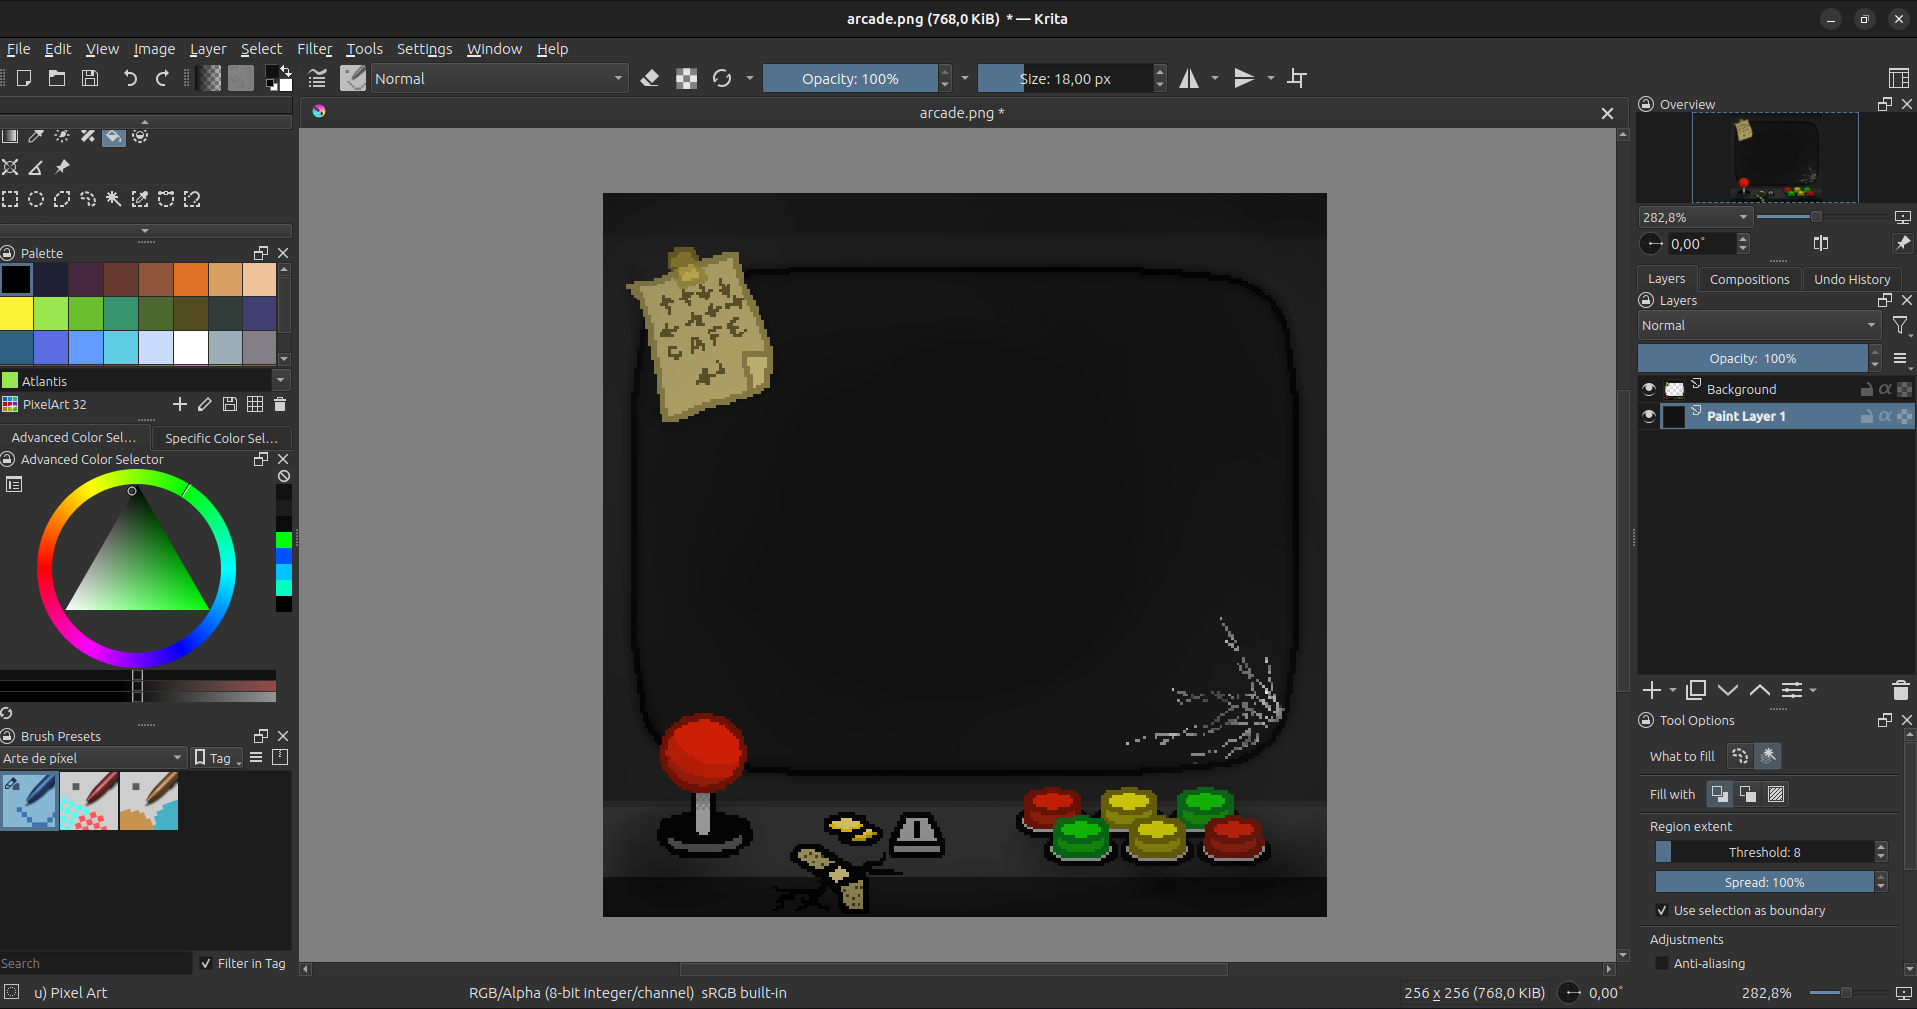 arcade.png (768,0 KiB) * — Krita
File Edit View Image Layer Select Filter Tools Settings Window Help
Normal
Opacity: 100%
Size: 18,00 px
arcade.png *
Overview
282,8%
0,00°
Palette
Atlantis
PixelArt 32
Advanced Color Sel...
Specific Color Sel...
Advanced Color Selector
Brush Presets
Arte de píxel
Tag
Search
Filter in Tag
CAFE
Layers Compositions Undo History
Layers
Normal
Opacity: 100%
Background
Paint Layer 1
Tool Options
What to fill
Fill with
Region extent
Threshold: 8
Spread: 100%
Use selection as boundary
Adjustments
Anti-aliasing
u) Pixel Art
RGB/Alpha (8-bit integer/channel) sRGB built-in
256 x 256 (768,0 KiB)
0,00°
282,8%